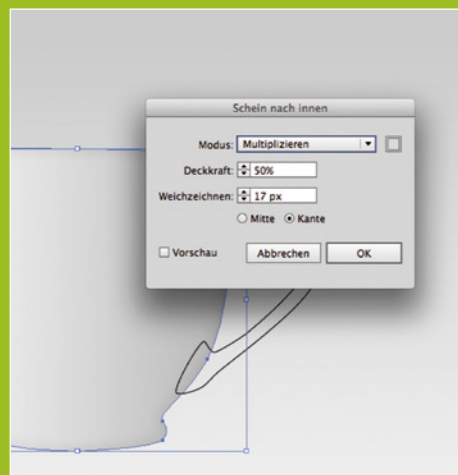 Schein nach innen
Modus: Multiplizieren
Deckkraft: 50%
Weichzeichnen: 17 px
Mitte Kante
Vorschau Abbrechen OK